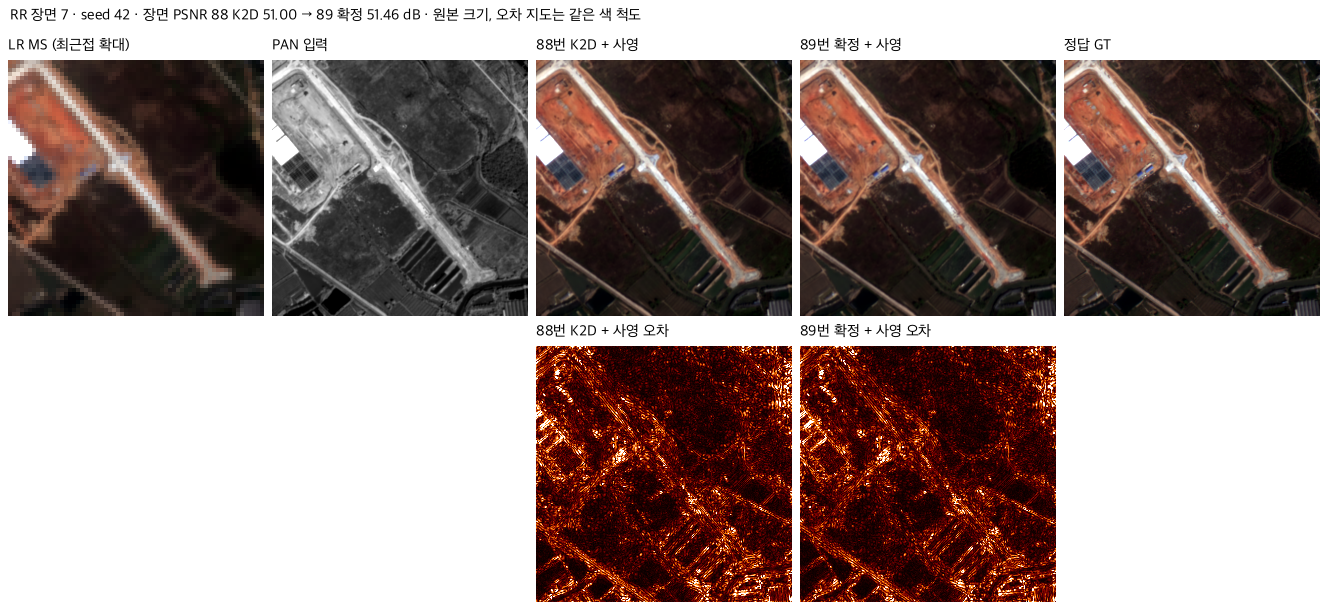 RR 장면 7 · seed 42 · 장면 PSNR 88 K2D 51.00 → 89 확정 51.46 dB · 원본 크기, 오차 지도는 같은 색 척도
LR MS (최근접 확대)
PAN 입력
88번 K2D + 사영
89번 확정 + 사영
정답 GT
88번 K2D + 사영 오차
89번 확정 + 사영 오차